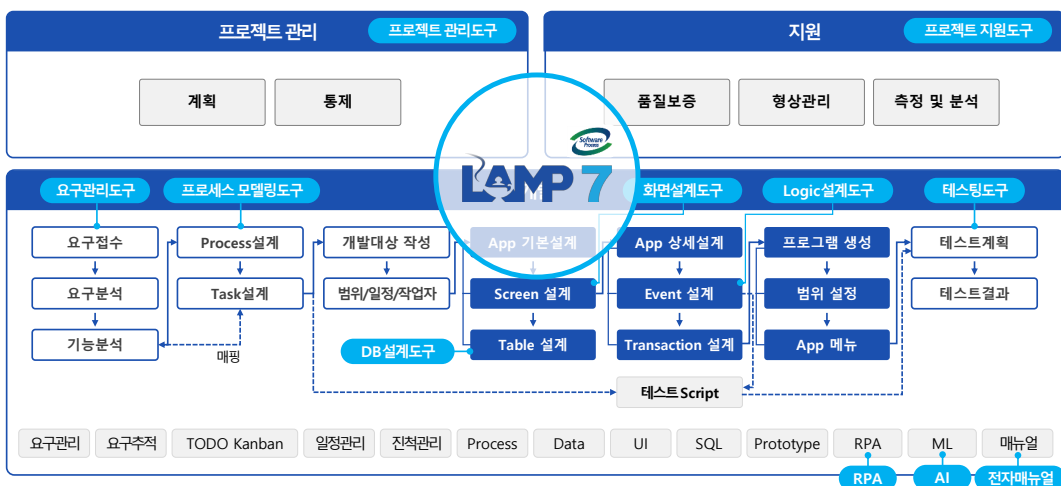 프로젝트 관리
프로젝트 관리도구
지원
프로젝트 지원도구
계획
통제
품질보증
형상관리
측정 및 분석
Software
Process
LAMP 7
요구관리도구
프로세스 모델링도구
화면설계도구
Logic설계도구
테스팅도구
요구접수
Process설계
개발대상 작성
App 기본설계
App 상세설계
프로그램 생성
테스트계획
요구분석
Task설계
범위/일정/작업자
Screen 설계
Event 설계
범위 설정
테스트결과
기능분석
매핑
DB설계도구
Table 설계
Transaction 설계
App 메뉴
테스트Script
요구관리
요구추적
TODO Kanban
일정관리
진척관리
Process
Data
UI
SQL
Prototype
RPA
ML
매뉴얼
RPA
AI
전자매뉴얼